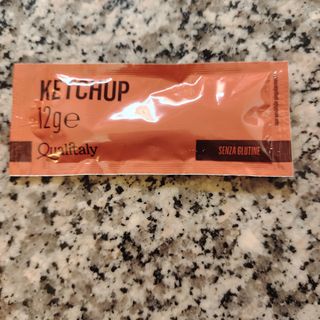 KETCHUP
12g℮
Qualitaly
SENZA GLUTINE